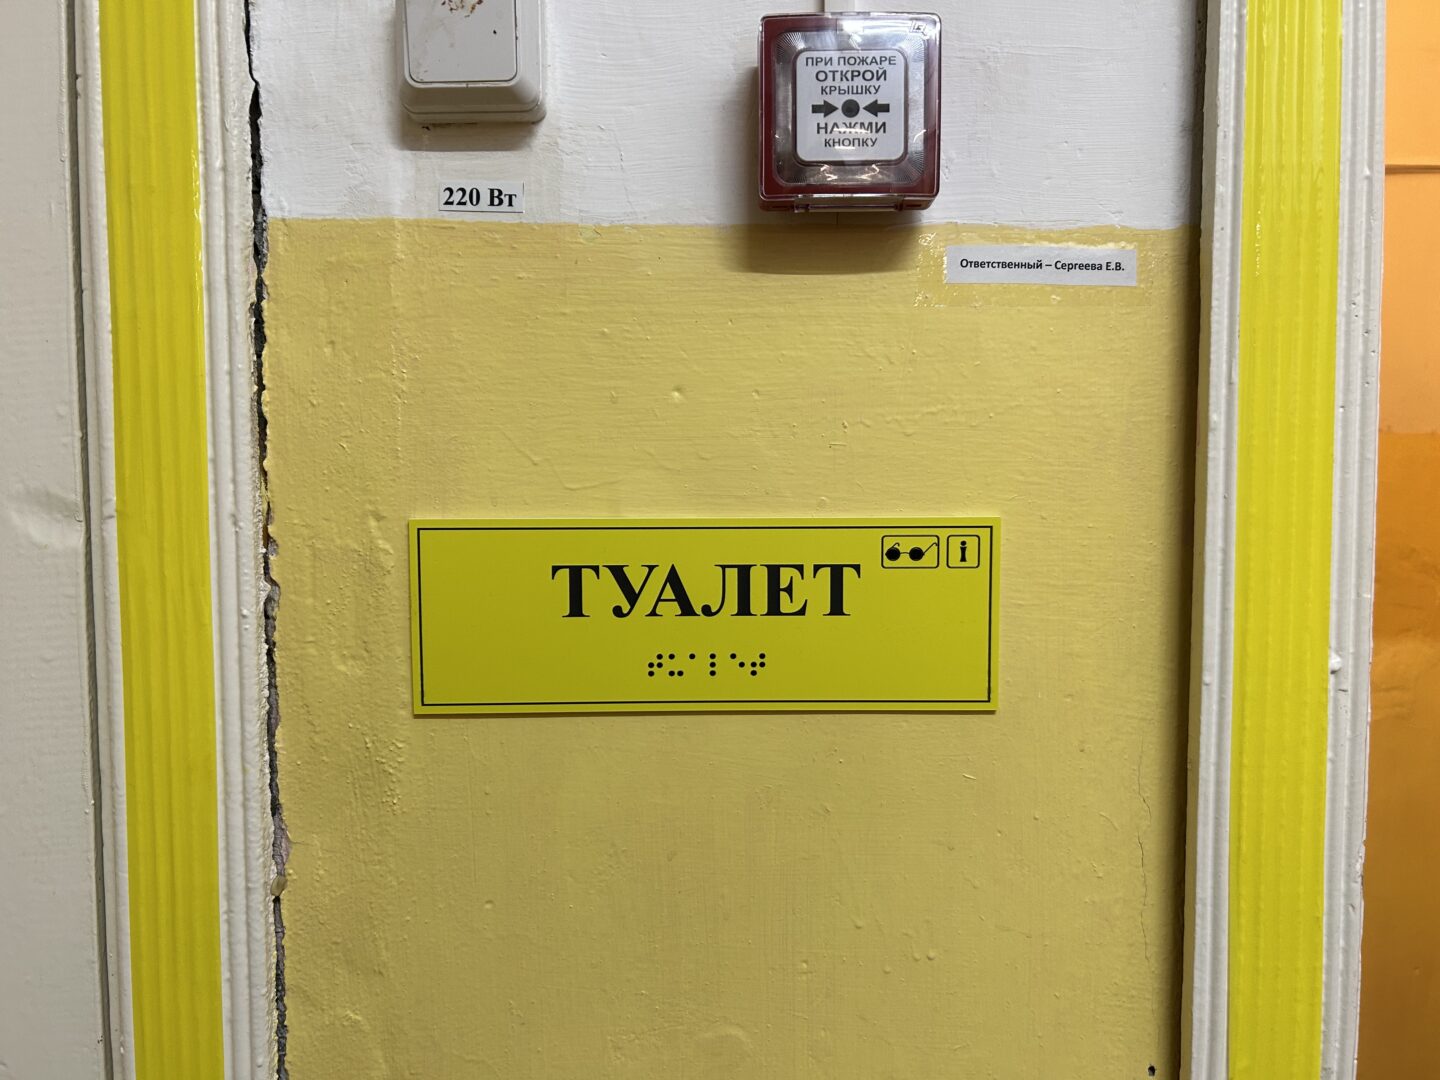 ПРИ ПОЖАРЕ
ОТКРОЙ
КРЫШКУ
НАЖМИ
КНОПКУ
220 Вт
Ответственный – Сергеева Е.В.
ТУАЛЕТ
i
⠞⠥⠁⠇⠑⠞